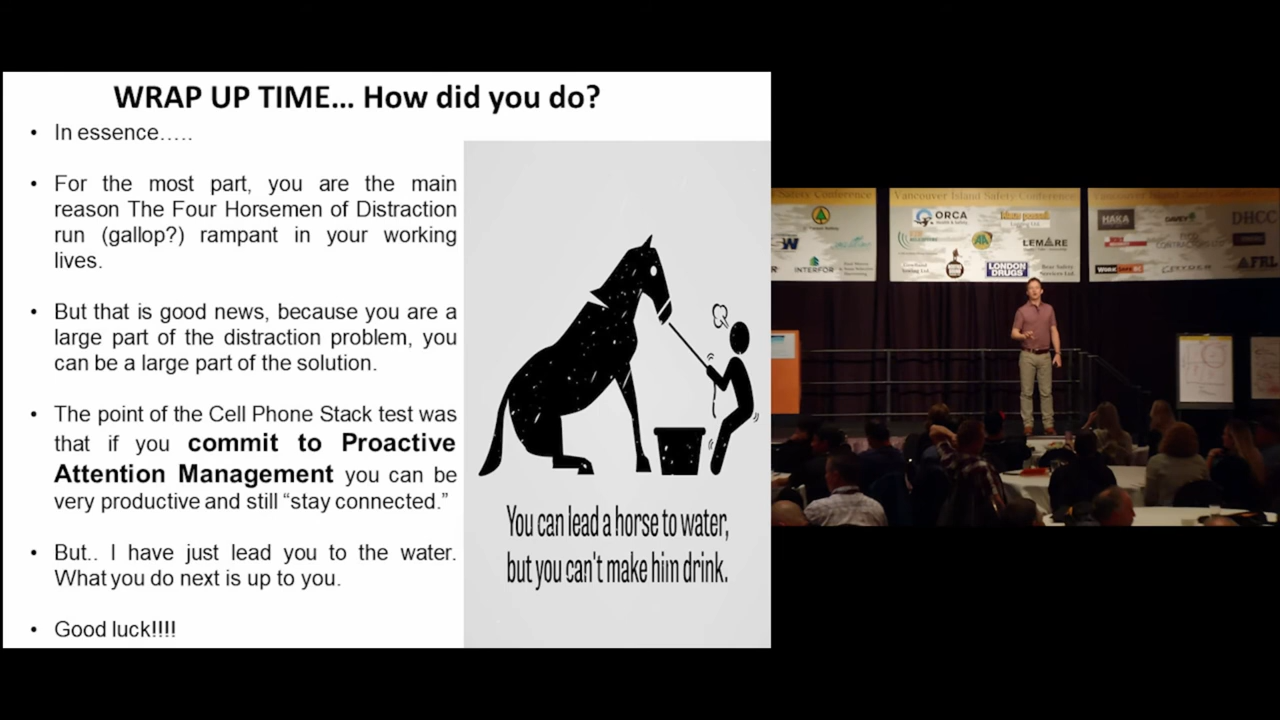 WRAP UP TIME... How did you do?
• In essence…..
• For the most part, you are the main
reason The Four Horsemen of Distraction
run (gallop?) rampant in your working
lives.
• But that is good news, because you are a
large part of the distraction problem, you
can be a large part of the solution.
• The point of the Cell Phone Stack test was
that if you commit to Proactive
Attention Management you can be
very productive and still “stay connected.”
• But.. I have just lead you to the water.
What you do next is up to you.
• Good luck!!!!
You can lead a horse to water,
but you can't make him drink.
Safety Conference
INTERFOR
Vancouver Island Safety Conference
ORCA
LEMARE
LONDON
DRUGS
Vancouver Island Safety Conference
HAKA
DAVEY
DHCC
FRL